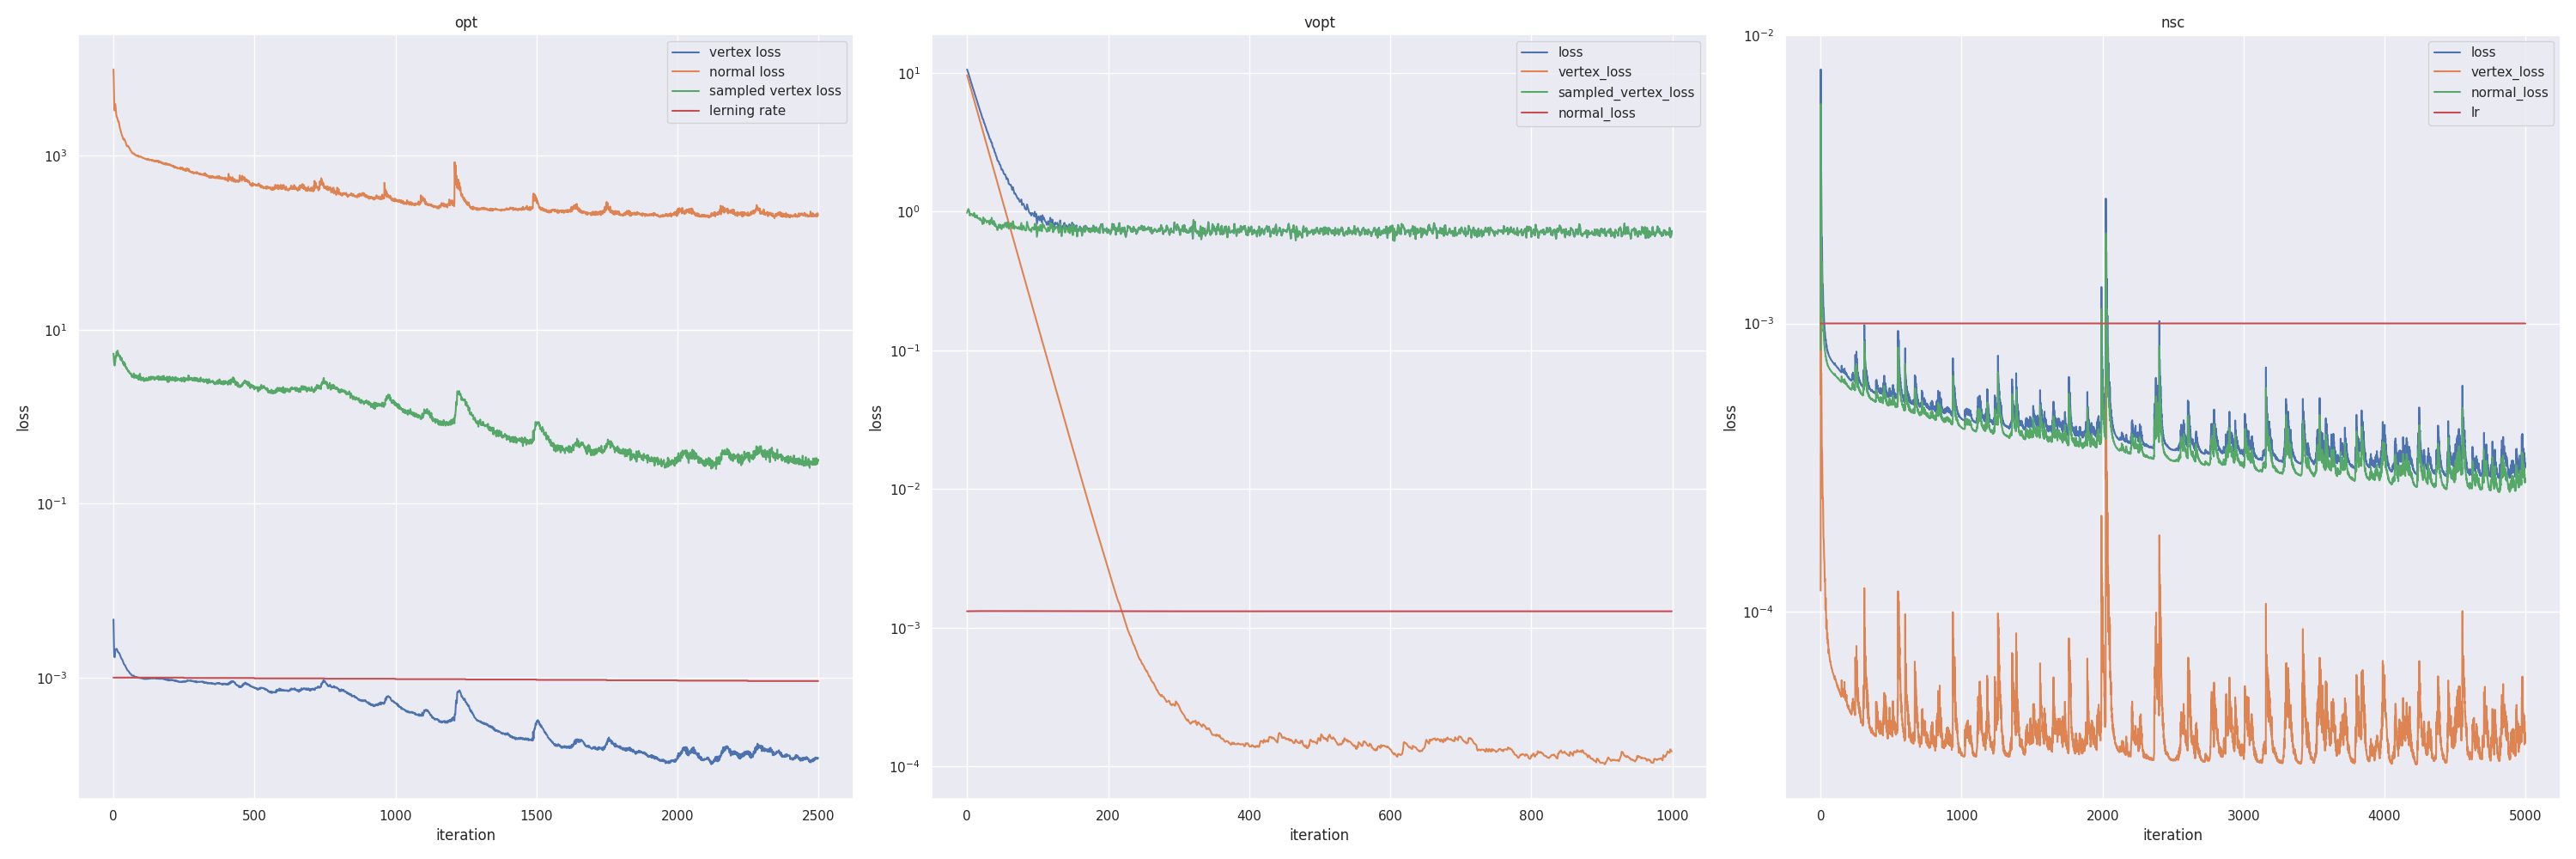 opt
vertex loss
normal loss
sampled vertex loss
lerning rate
10^3
10^1
10^-1
10^-3
loss
0 500 1000 1500 2000 2500
iteration
vopt
loss
vertex_loss
sampled_vertex_loss
normal_loss
10^1
10^0
10^-1
10^-2
10^-3
10^-4
loss
0 200 400 600 800 1000
iteration
nsc
loss
vertex_loss
normal_loss
lr
10^-2
10^-3
10^-4
loss
0 1000 2000 3000 4000 5000
iteration